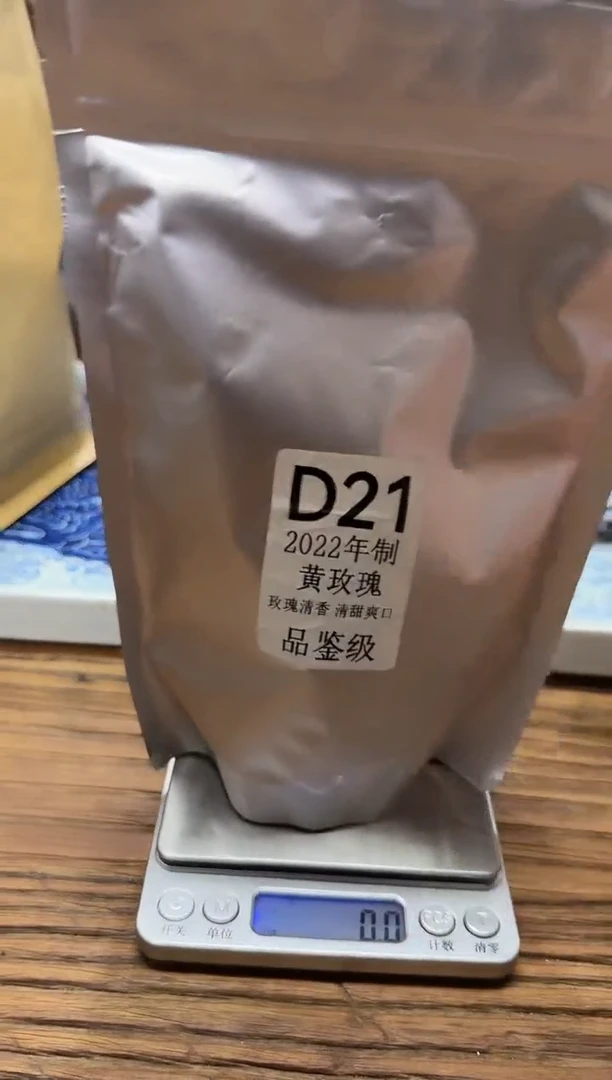 D21
2022年制
黄玫瑰
玫瑰清香 清甜爽口
品鉴级
0.0
开关
单位
PCS
计数
清零